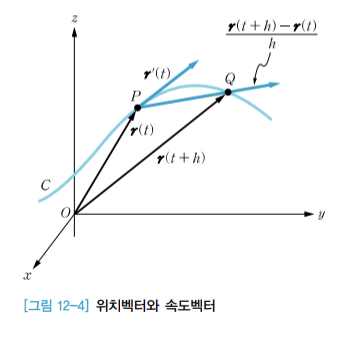 z
r(t+h)−r(t)
h
r′(t)
Q
P
r(t)
r(t+h)
C
O
y
x
[그림 12-4] 위치벡터와 속도벡터